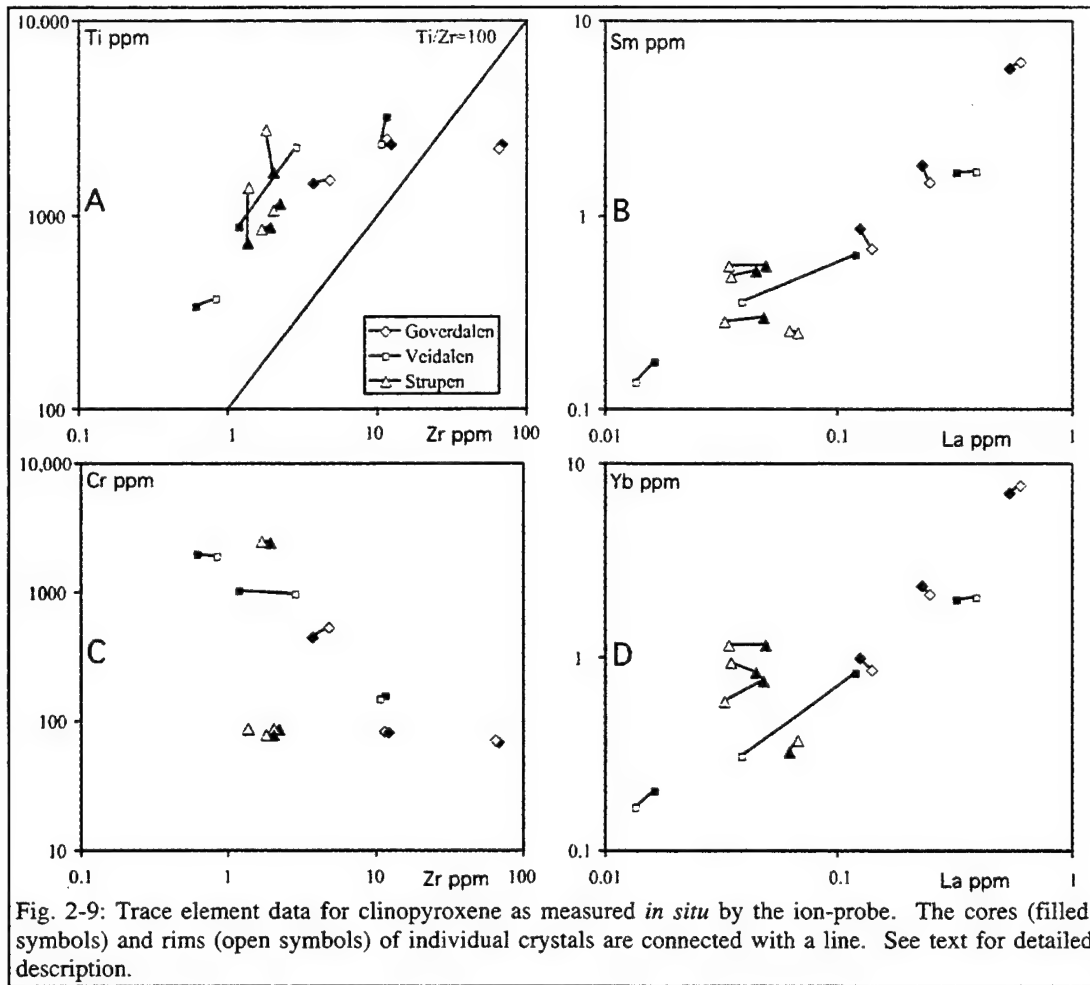 10.000
Ti ppm
Ti/Zr=100
1000
A
Goverdalen
Veidalen
Strupen
100
0.1
1
Zr ppm
10
100
10
Sm ppm
1
B
0.1
0.01
0.1
La ppm
1
10,000
Cr ppm
1000
C
100
10
0.1
1
10
Zr ppm
100
10
Yb ppm
1
D
0.1
0.01
0.1
La ppm
1
Fig. 2-9: Trace element data for clinopyroxene as measured in situ by the ion-probe. The cores (filled
symbols) and rims (open symbols) of individual crystals are connected with a line. See text for detailed
description.